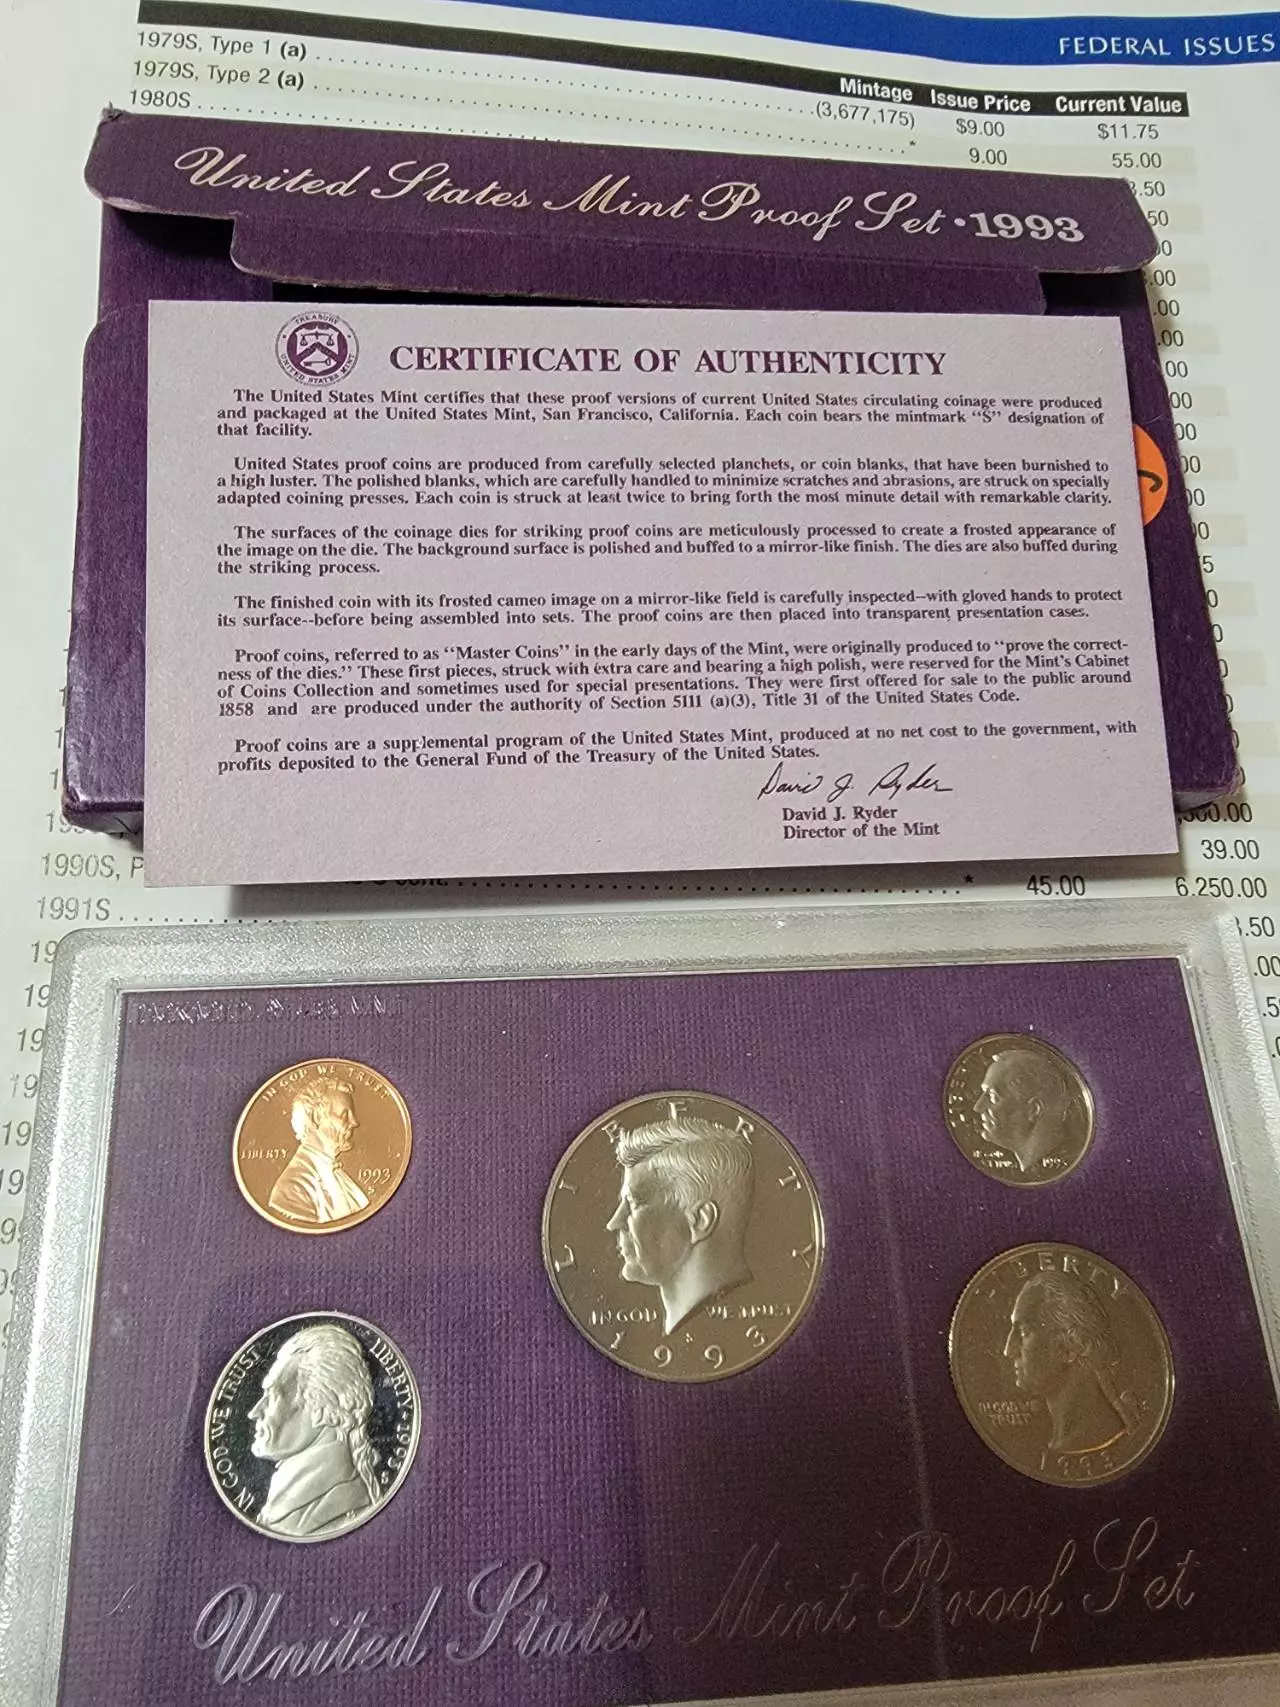 FEDERAL ISSUES
Mintage Issue Price Current Value
1979S, Type 1 (a) (3,677,175) $9.00 $11.75
1979S, Type 2 (a) * 9.00 55.00
1980S
United States Mint Proof Set • 1993
TREASURY
UNITED STATES MINT
CERTIFICATE OF AUTHENTICITY
The United States Mint certifies that these proof versions of current United States circulating coinage were produced
and packaged at the United States Mint, San Francisco, California. Each coin bears the mintmark “S” designation of
that facility.
United States proof coins are produced from carefully selected planchets, or coin blanks, that have been burnished to
a high luster. The polished blanks, which are carefully handled to minimize scratches and abrasions, are struck on specially
adapted coining presses. Each coin is struck at least twice to bring forth the most minute detail with remarkable clarity.
The surfaces of the coinage dies for striking proof coins are meticulously processed to create a frosted appearance of
the image on the die. The background surface is polished and buffed to a mirror-like finish. The dies are also buffed during
the striking process.
The finished coin with its frosted cameo image on a mirror-like field is carefully inspected—with gloved hands to protect
its surface--before being assembled into sets. The proof coins are then placed into transparent presentation cases.
Proof coins, referred to as “Master Coins” in the early days of the Mint, were originally produced to “prove the correct-
ness of the dies.” These first pieces, struck with extra care and bearing a high polish, were reserved for the Mint's Cabinet
of Coins Collection and sometimes used for special presentations. They were first offered for sale to the public around
1858 and are produced under the authority of Section 5111 (a)(3), Title 31 of the United States Code.
Proof coins are a supplemental program of the United States Mint, produced at no net cost to the government, with
profits deposited to the General Fund of the Treasury of the United States.
David J. Ryder
David J. Ryder
Director of the Mint
39.00
1990S, P * 45.00 6.250.00
1991S
IN GOD WE TRUST
LIBERTY
1993
S
LIBERTY
IN GOD WE TRUST
1993
LIBERTY
IN GOD
WE TRUST
1993
IN GOD WE TRUST
LIBERTY • 1993
S
LIBERTY
IN GOD WE
TRUST
1993
United States Mint Proof Set